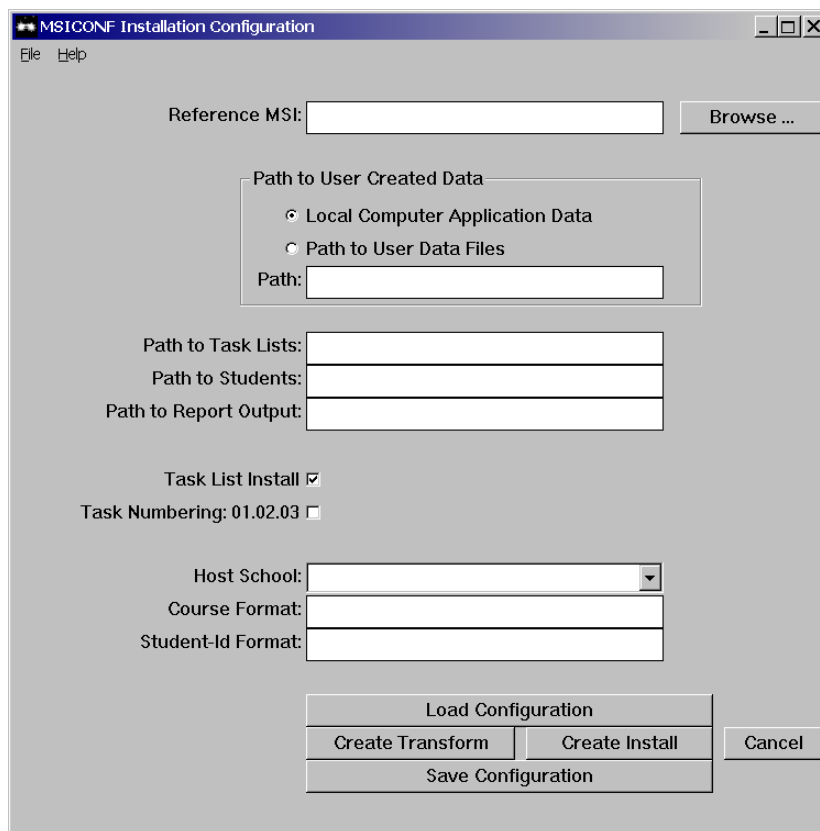 MSICONF Installation Configuration
File Help
Reference MSI: Browse ...
Path to User Created Data
Local Computer Application Data
Path to User Data Files
Path:
Path to Task Lists:
Path to Students:
Path to Report Output:
Task List Install
Task Numbering: 01.02.03
Host School:
Course Format:
Student-Id Format:
Load Configuration
Create Transform Create Install Cancel
Save Configuration